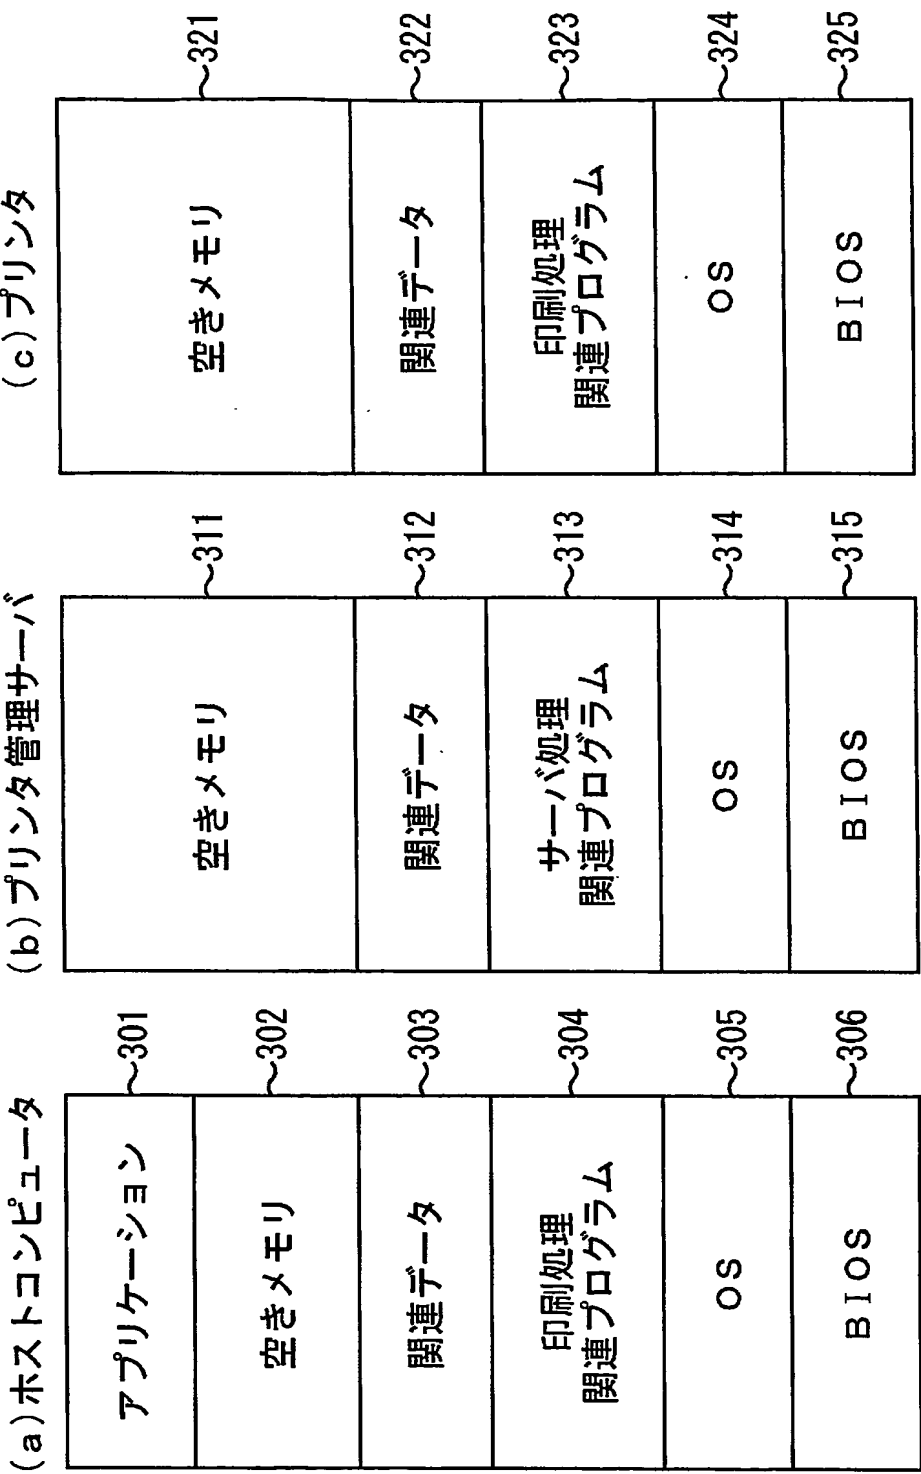 (a)ホストコンピュータ
アプリケーション
301
空きメモリ
302
関連データ
303
印刷処理
関連プログラム
304
OS
305
BIOS
306
(b)プリンタ管理サーバ
空きメモリ
311
関連データ
312
サーバ処理
関連プログラム
313
OS
314
BIOS
315
(c)プリンタ
空きメモリ
321
関連データ
322
印刷処理
関連プログラム
323
OS
324
BIOS
325